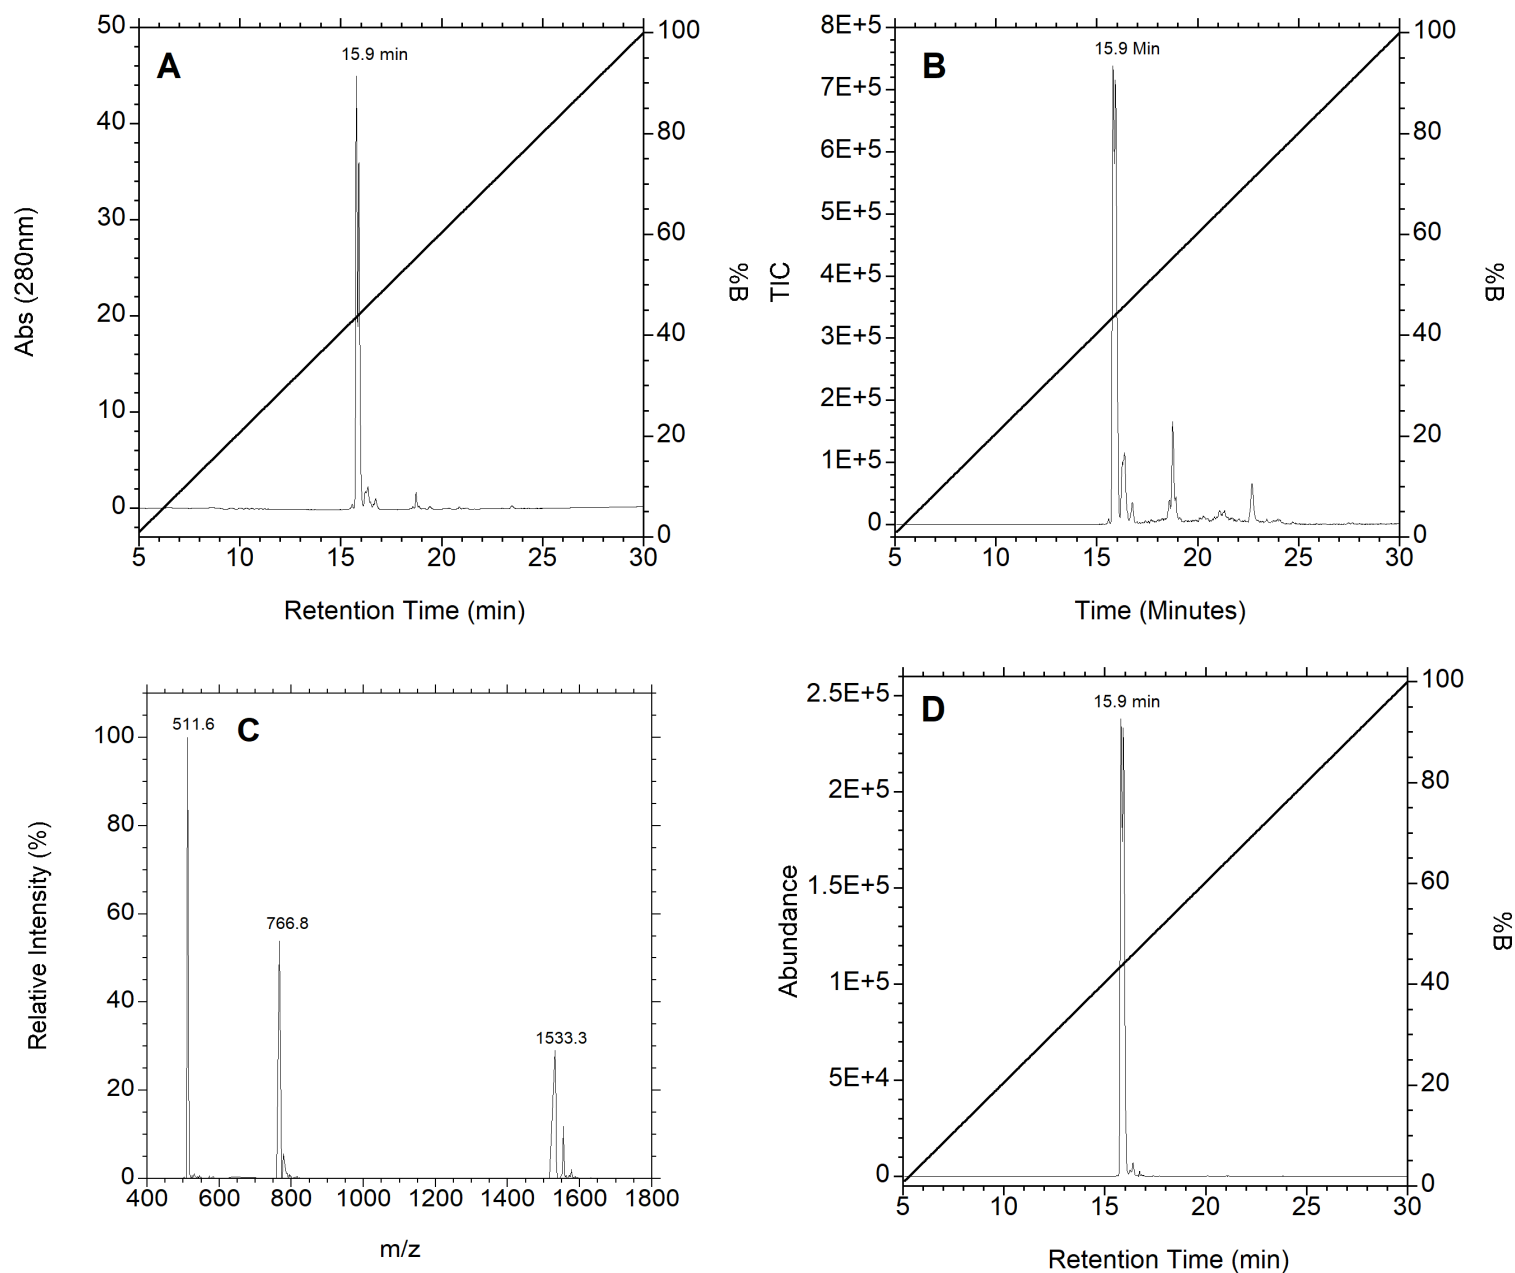 A
15.9 min
50
40
30
20
10
0
100
80
60
40
20
0
5 10 15 20 25 30
Abs (280nm)
%B
Retention Time (min)
B
15.9 Min
8E+5
7E+5
6E+5
5E+5
4E+5
3E+5
2E+5
1E+5
0
100
80
60
40
20
0
5 10 15 20 25 30
TIC
%B
Time (Minutes)
C
511.6
766.8
1533.3
100
80
60
40
20
0
400 600 800 1000 1200 1400 1600 1800
Relative Intensity (%)
m/z
D
15.9 min
2.5E+5
2E+5
1.5E+5
1E+5
5E+4
0
100
80
60
40
20
0
5 10 15 20 25 30
Abundance
%B
Retention Time (min)